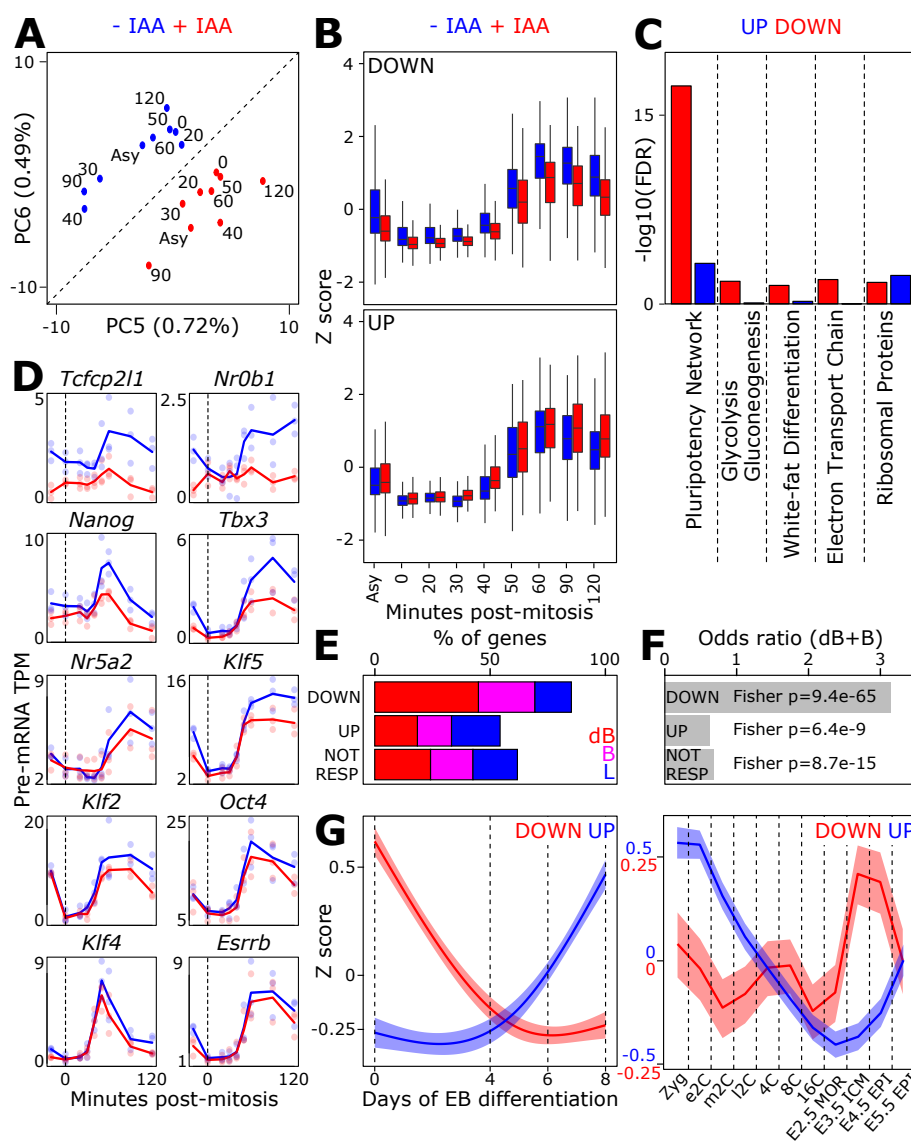 A
- IAA + IAA
10
120
50
0
20
60
Asy
30
90
40
0
20
50
120
60
30
40
Asy
90
-10
-10
10
PC5 (0.72%)
PC6 (0.49%)
B
- IAA + IAA
DOWN
4
2
0
-2
UP
4
2
0
-2
Z score
Asy
0
20
30
40
50
60
90
120
Minutes post-mitosis
C
UP DOWN
15
0
-log10(FDR)
Pluripotency Network
Glycolysis
Gluconeogenesis
White-fat Differentiation
Electron Transport Chain
Ribosomal Proteins
D
Tcfcp2l1
Nr0b1
5
0
2.5
0
Nanog
Tbx3
10
0
6
0
Nr5a2
Klf5
9
2
16
2
Klf2
Oct4
20
0
25
5
Klf4
Esrrb
9
0
9
1
Pre-mRNA TPM
0
120
0
120
Minutes post-mitosis
E
% of genes
0
50
100
DOWN
UP
NOT
RESP
dB
B
L
F
Odds ratio (dB+B)
0
1
2
3
DOWN
Fisher p=9.4e-65
UP
Fisher p=6.4e-9
NOT
RESP
Fisher p=8.7e-15
G
DOWN UP
0.5
0
-0.25
Z score
0
2
4
6
8
Days of EB differentiation
DOWN UP
0.5
0.25
0
0
-0.5
-0.25
Zyg
e2C
m2C
l2C
4C
8C
16C
E2.5 MOR
E3.5 ICM
E4.5 EPI
E5.5 EPI